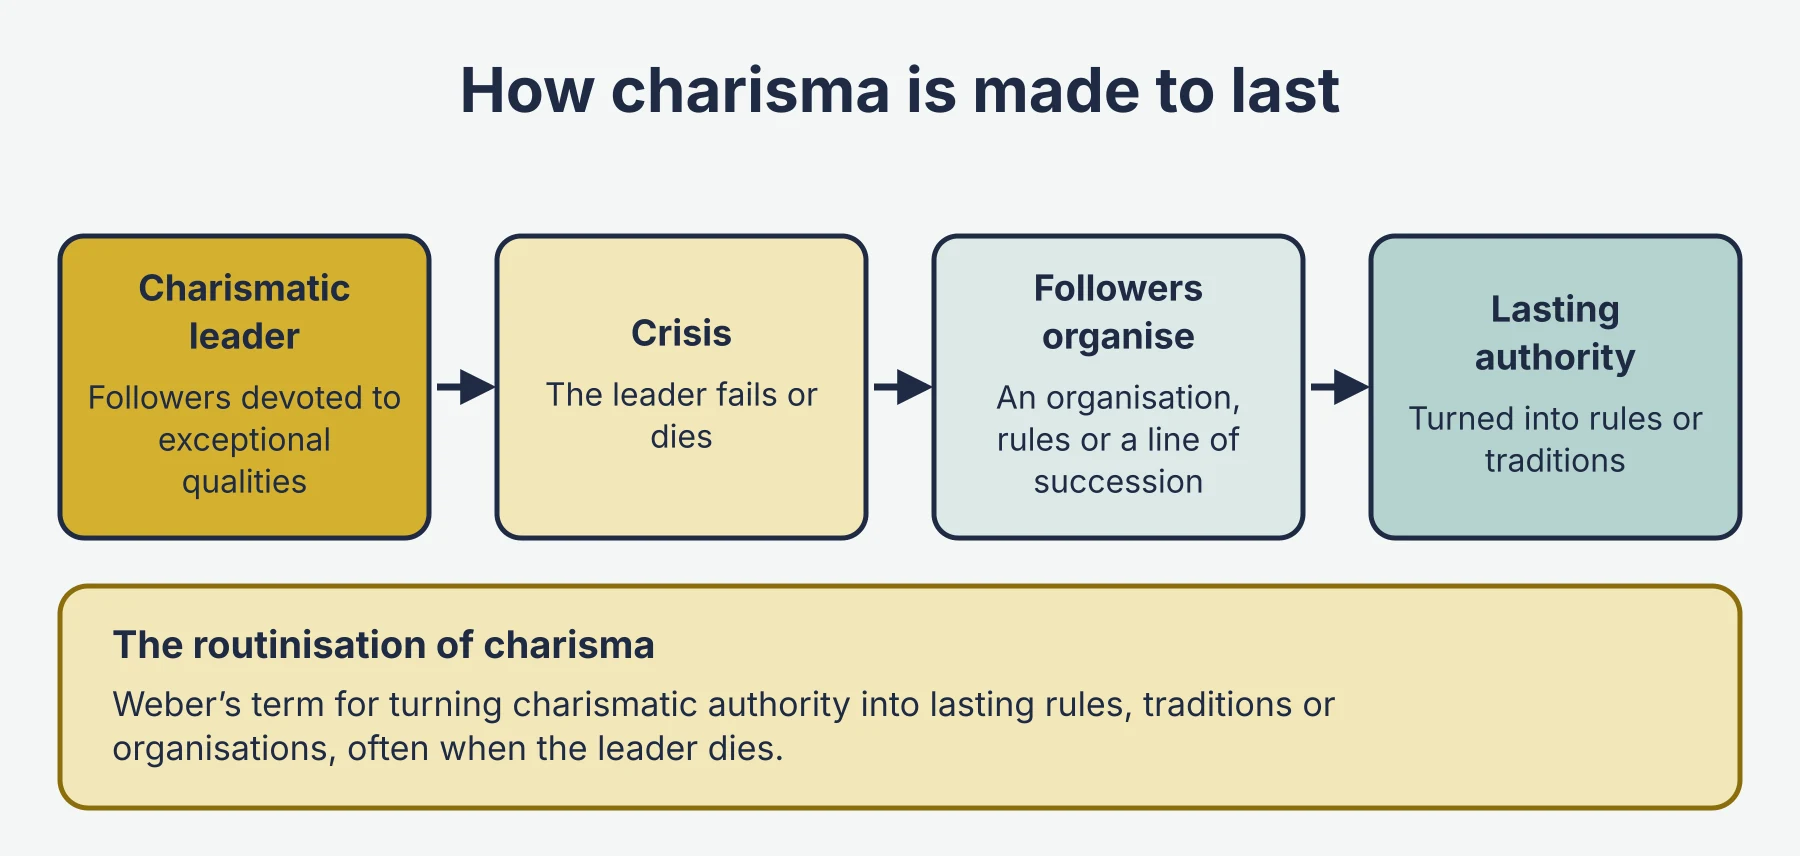 How charisma is made to last
Charismatic
leader
Followers devoted to
exceptional
qualities
Crisis
The leader fails or
dies
Followers
organise
An organisation,
rules or a line of
succession
Lasting
authority
Turned into rules or
traditions
The routinisation of charisma
Weber’s term for turning charismatic authority into lasting rules, traditions or
organisations, often when the leader dies.